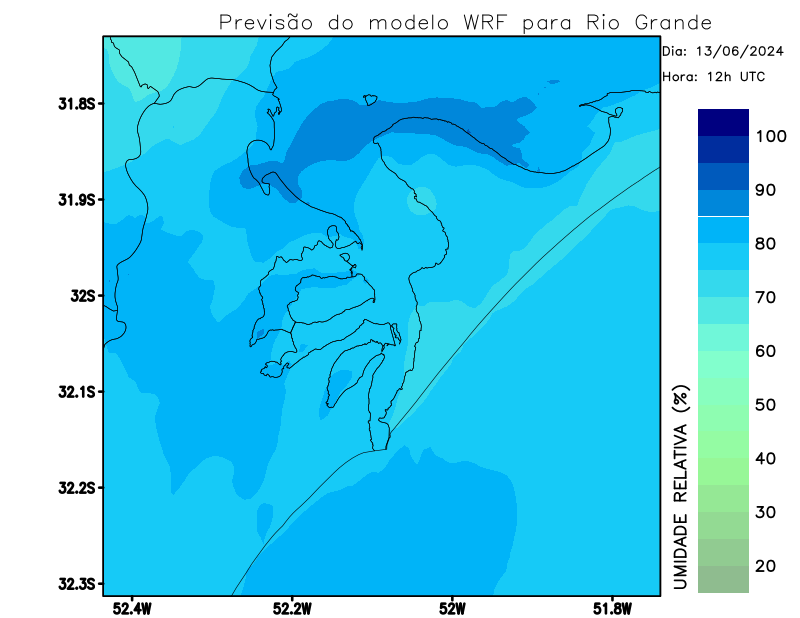 Previsão do modelo WRF para Rio Grande
Dia: 13/06/2024
Hora: 12h UTC
31.8S
31.9S
32S
32.1S
32.2S
32.3S
52.4W
52.2W
52W
51.8W
100
90
80
70
60
50
40
30
20
UMIDADE RELATIVA (%)